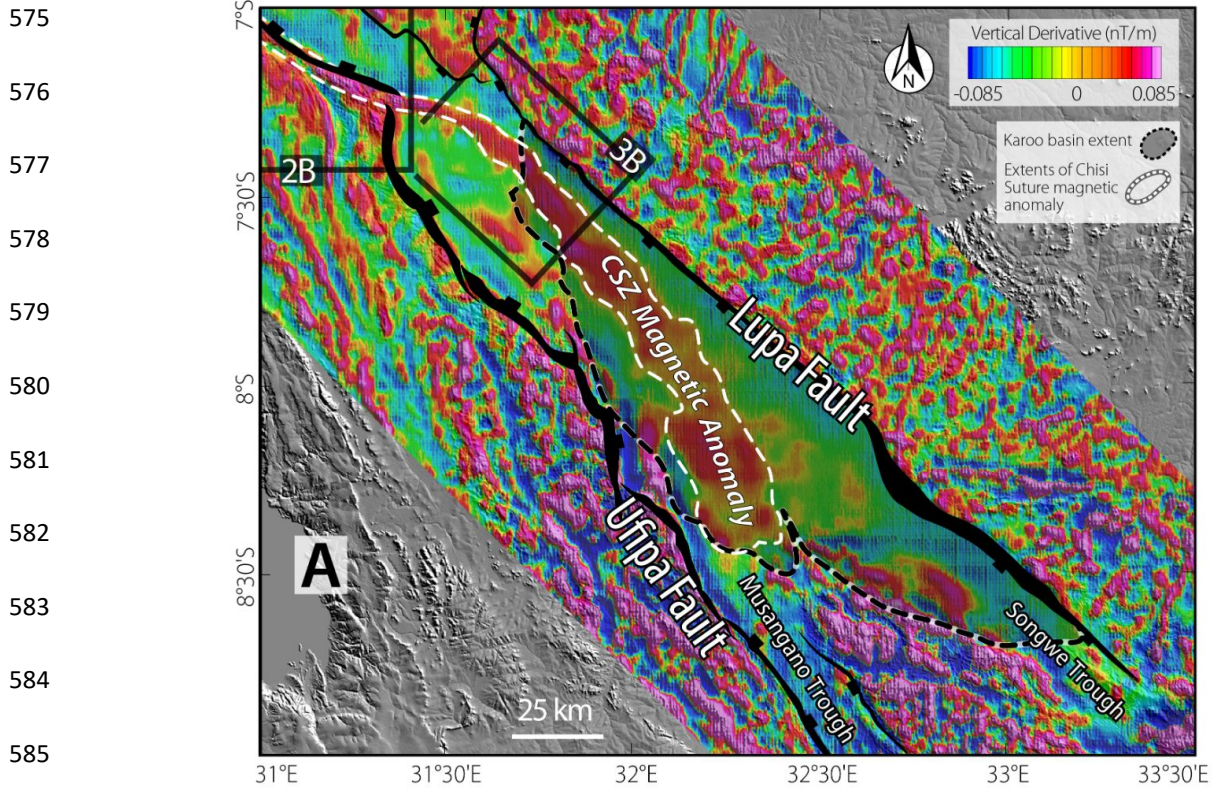 575
576
577
578
579
580
581
582
583
584
585
7°S
7°30'S
8°S
8°30'S
31°E
31°30'E
32°E
32°30'E
33°E
33°30'E
Vertical Derivative (nT/m)
-0.085 0 0.085
N
Karoo basin extent
Extents of Chisi
Suture magnetic
anomaly
2B
3B
CSZ Magnetic Anomaly
Lupa Fault
Ufipa Fault
Musangano Trough
Songwe Trough
A
25 km